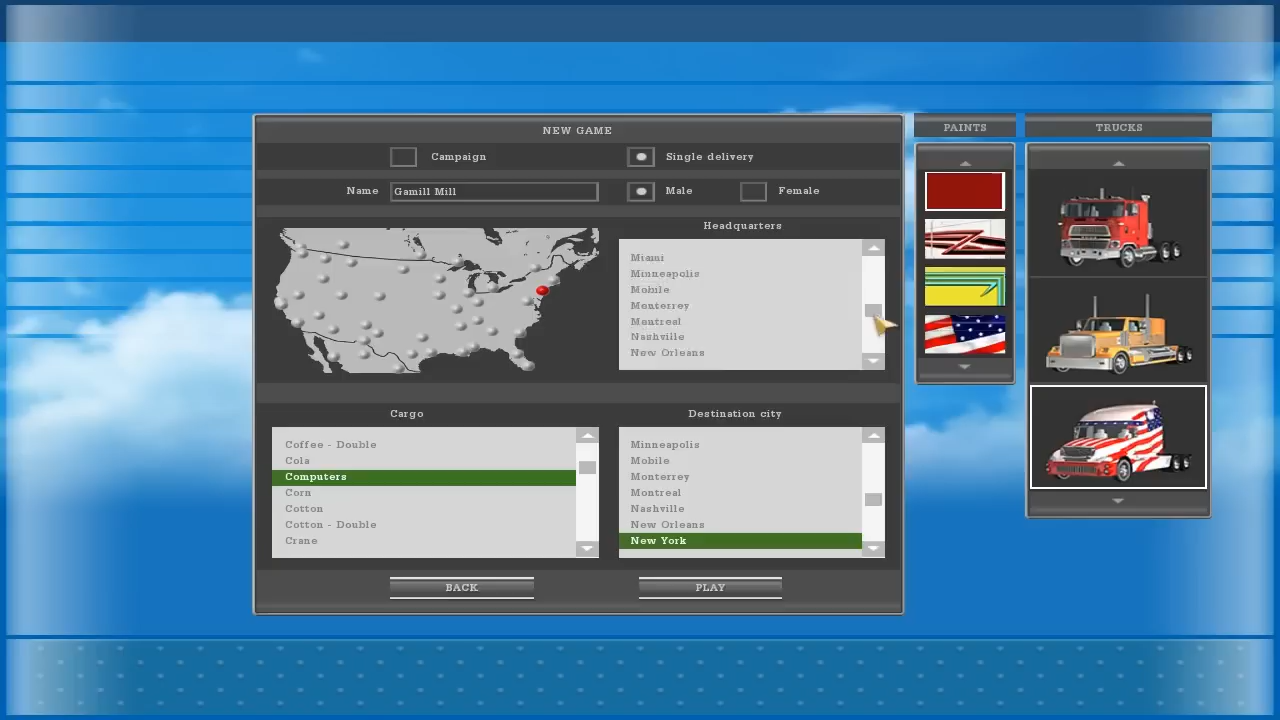 NEW GAME
PAINTS
TRUCKS
Campaign
Single delivery
Name
Gamill Mill
Male
Female
Headquarters
Miami
Minneapolis
Mobile
Monterrey
Montreal
Nashville
New Orleans
Cargo
Coffee - Double
Cola
Computers
Corn
Cotton
Cotton - Double
Crane
Destination city
Minneapolis
Mobile
Monterrey
Montreal
Nashville
New Orleans
New York
BACK
PLAY